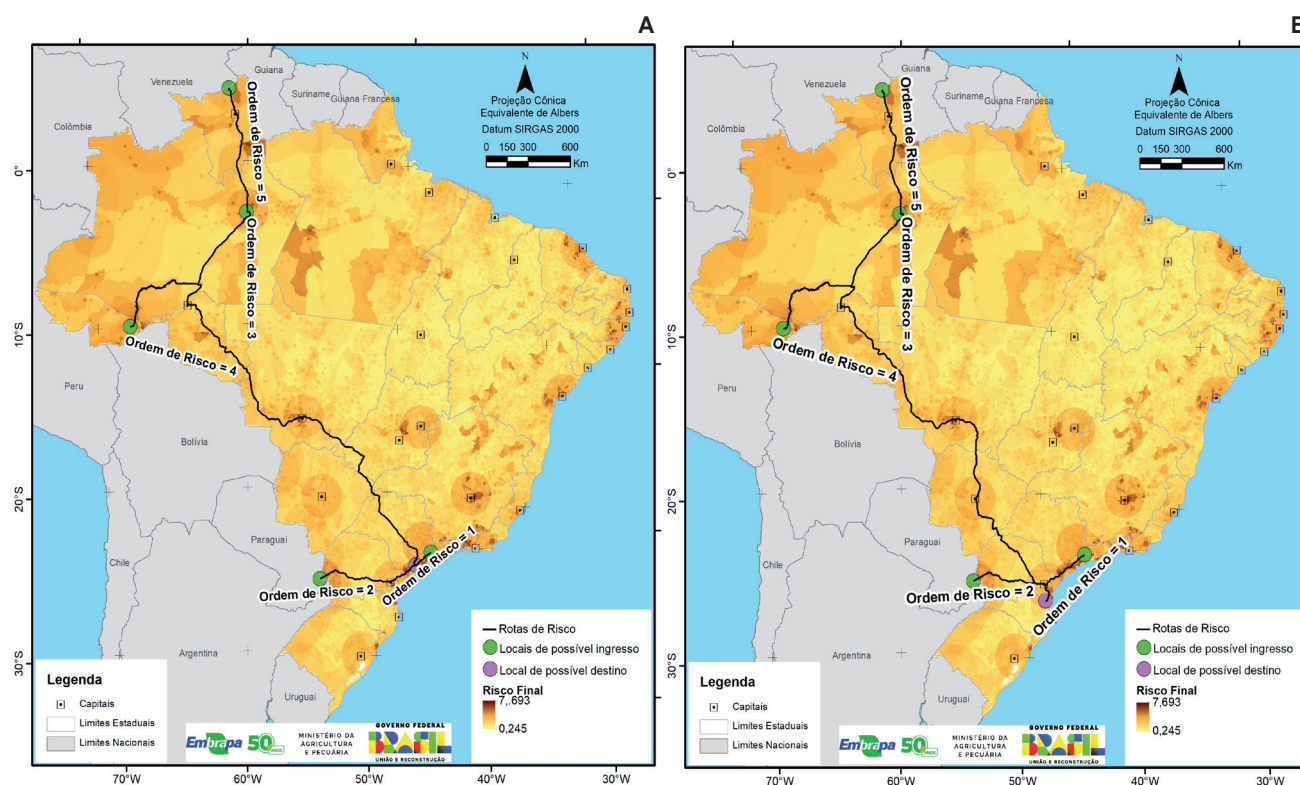 A
Venezuela
Guiana
Suriname
Guiana Francesa
Colômbia
Peru
Bolívia
Paraguai
Chile
Argentina
Uruguai
N
Projeção Cônica
Equivalente de Albers
Datum SIRGAS 2000
0 150 300 600
Km
Ordem de Risco = 5
Ordem de Risco = 3
Ordem de Risco = 4
Ordem de Risco = 1
Ordem de Risco = 2
0°
10°S
20°S
30°S
Legenda
Capitais
Limites Estaduais
Limites Nacionais
Rotas de Risco
Locais de possível ingresso
Local de possível destino
Risco Final
7,693
0,245
Embrapa
50 ANOS
MINISTÉRIO DA
AGRICULTURA
E PECUÁRIA
GOVERNO FEDERAL
BRASIL
UNIÃO E RECONSTRUÇÃO
70°W 60°W 50°W 40°W 30°W
B
Venezuela
Guiana
Suriname
Guiana Francesa
Colômbia
Peru
Bolívia
Paraguai
Chile
Argentina
Uruguai
N
Projeção Cônica
Equivalente de Albers
Datum SIRGAS 2000
0 150 300 600
Km
Ordem de Risco = 5
Ordem de Risco = 3
Ordem de Risco = 4
Ordem de Risco = 1
Ordem de Risco = 2
0°
10°S
20°S
30°S
Legenda
Capitais
Limites Estaduais
Limites Nacionais
Rotas de Risco
Locais de possível ingresso
Local de possível destino
Risco Final
7,693
0,245
Embrapa
50 ANOS
MINISTÉRIO DA
AGRICULTURA
E PECUÁRIA
GOVERNO FEDERAL
BRASIL
UNIÃO E RECONSTRUÇÃO
70°W 60°W 50°W 40°W 30°W